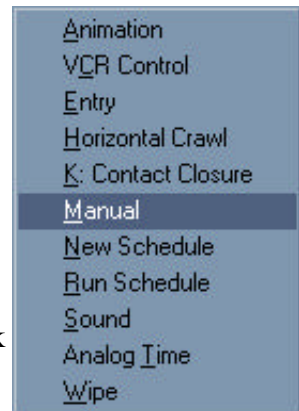 Animation
VCR Control
Entry
Horizontal Crawl
K: Contact Closure
Manual
New Schedule
Run Schedule
Sound
Analog Time
Wipe